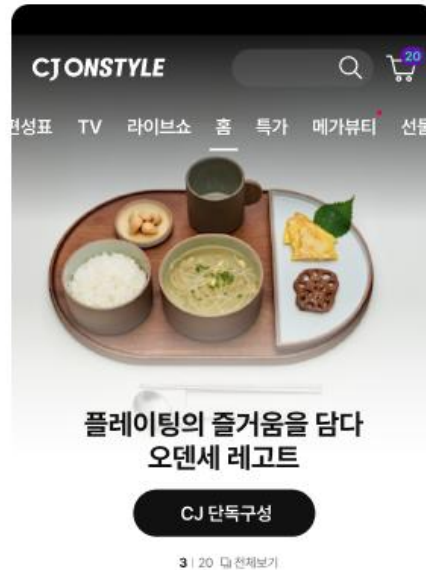 CJ ONSTYLE
20
편성표 TV 라이브쇼 홈 특가 메가뷰티 선물
플레이팅의 즐거움을 담다
오덴세 레고트
CJ 단독구성
3 | 20 전체보기